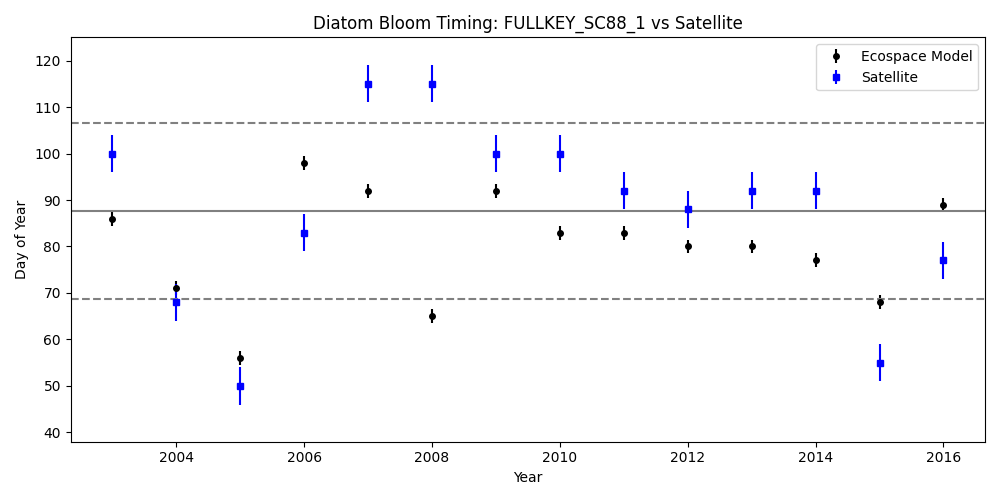 Diatom Bloom Timing: FULLKEY_SC88_1 vs Satellite
Ecospace Model
Satellite
120
110
100
90
80
70
60
50
40
Day of Year
2004 2006 2008 2010 2012 2014 2016
Year